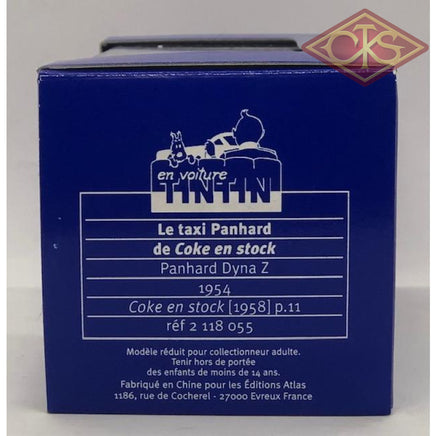 CTS
en voiture
TINTIN
Le taxi Panhard
de Coke en stock
Panhard Dyna Z
1954
Coke en stock [1958] p.11
réf 2 118 055
Modèle réduit pour collectionneur adulte.
Tenir hors de portée
des enfants de moins de 14 ans.
Fabriqué en Chine pour les Éditions Atlas
1186, rue de Cocherel - 27000 Evreux France